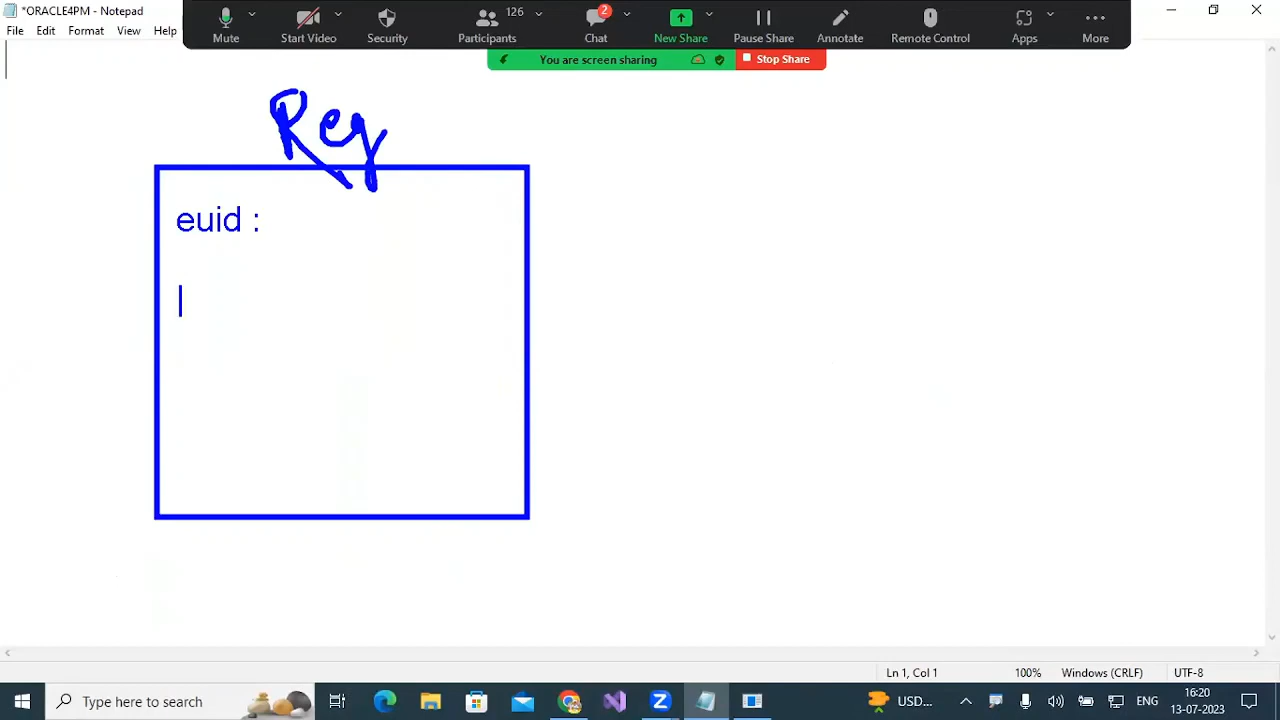 *ORACLE4PM - Notepad
File Edit Format View Help
Mute Start Video Security Participants 126 Chat 2 New Share Pause Share Annotate Remote Control Apps More
You are screen sharing Stop Share
Reg
euid :
Ln 1, Col 1 100% Windows (CRLF) UTF-8
Type here to search USD... ENG 16:20
13-07-2023